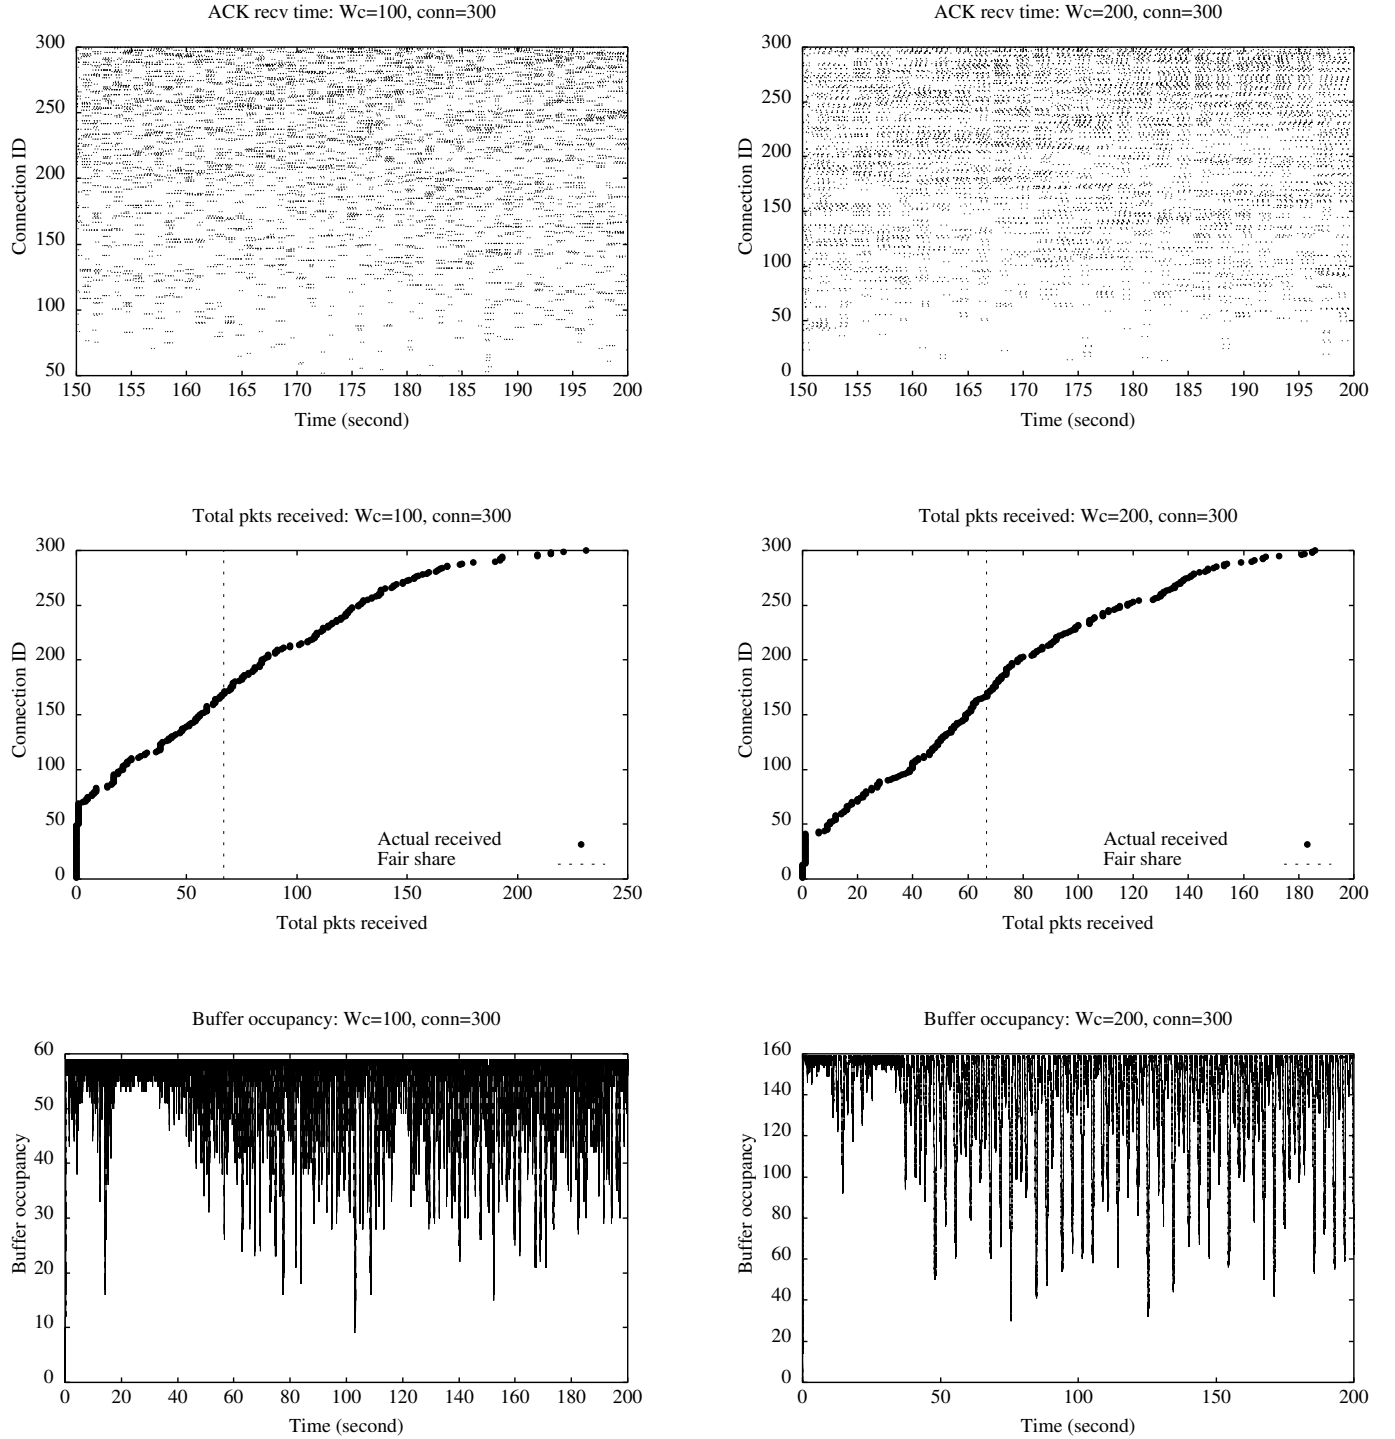 ACK recv time: Wc=100, conn=300
300
250
200
150
100
50
Connection ID
150 155 160 165 170 175 180 185 190 195 200
Time (second)
ACK recv time: Wc=200, conn=300
300
250
200
150
100
50
0
Connection ID
150 155 160 165 170 175 180 185 190 195 200
Time (second)
Total pkts received: Wc=100, conn=300
300
250
200
150
100
50
0
Connection ID
Actual received
Fair share
0 50 100 150 200 250
Total pkts received
Total pkts received: Wc=200, conn=300
300
250
200
150
100
50
0
Connection ID
Actual received
Fair share
0 20 40 60 80 100 120 140 160 180 200
Total pkts received
Buffer occupancy: Wc=100, conn=300
60
50
40
30
20
10
0
Buffer occupancy
0 20 40 60 80 100 120 140 160 180 200
Time (second)
Buffer occupancy: Wc=200, conn=300
160
140
120
100
80
60
40
20
0
Buffer occupancy
50 100 150 200
Time (second)